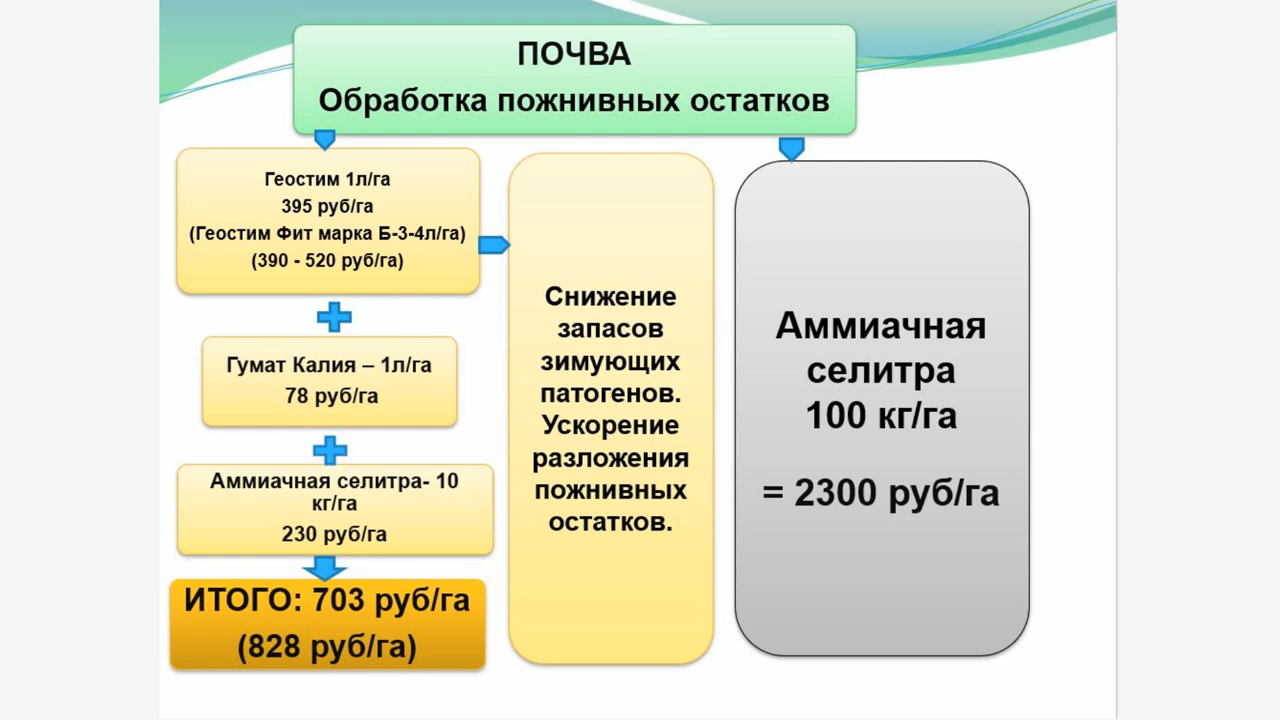 ПОЧВА
Обработка пожнивных остатков
Геостим 1л/га
395 руб/га
(Геостим Фит марка Б-3-4л/га)
(390 - 520 руб/га)
Гумат Калия – 1л/га
78 руб/га
Аммиачная селитра- 10
кг/га
230 руб/га
ИТОГО: 703 руб/га
(828 руб/га)
Снижение
запасов
зимующих
патогенов.
Ускорение
разложения
пожнивных
остатков.
Аммиачная
селитра
100 кг/га
= 2300 руб/га